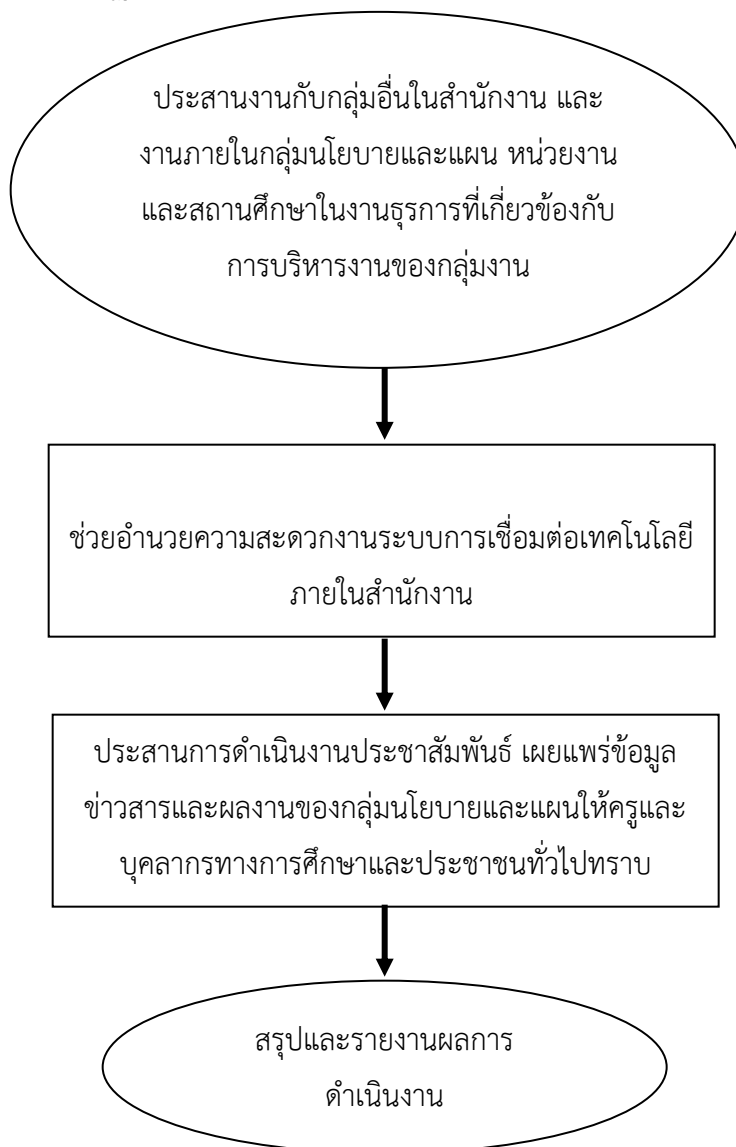 ประสานงานกับกลุ่มอื่นในสำนักงาน และ
งานภายในกลุ่มนโยบายและแผน หน่วยงาน
และสถานศึกษาในงานธุรการที่เกี่ยวข้องกับ
การบริหารงานของกลุ่มงาน
ช่วยอำนวยความสะดวกงานระบบการเชื่อมต่อเทคโนโลยี
ภายในสำนักงาน
ประสานการดำเนินงานประชาสัมพันธ์ เผยแพร่ข้อมูล
ข่าวสารและผลงานของกลุ่มนโยบายและแผนให้ครูและ
บุคลากรทางการศึกษาและประชาชนทั่วไปทราบ
สรุปและรายงานผลการ
ดำเนินงาน